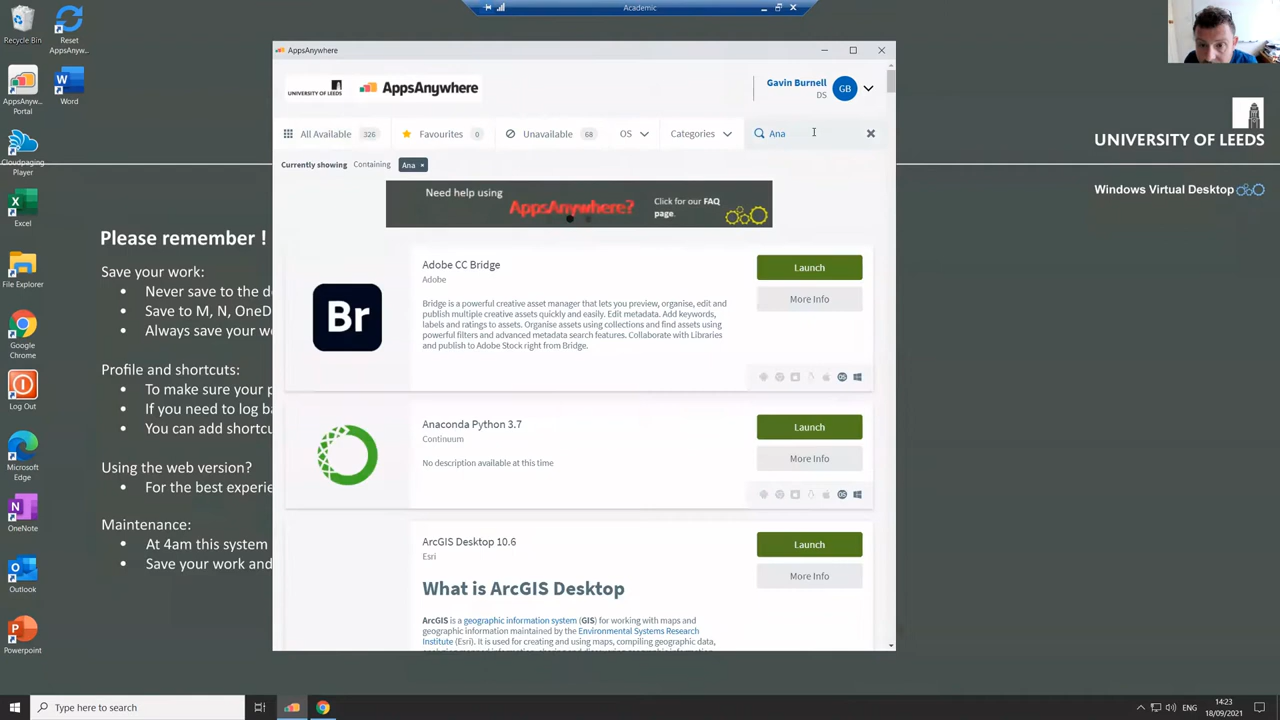 Academic
Recycle Bin
Reset
AppsAnyw...
AppsAnyw...
Portal
Word
Cloudpaging
Player
Excel
File Explorer
Google
Chrome
Log Out
Microsoft
Edge
OneNote
Outlook
Powerpoint
Please remember !
Save your work:
Never save to the d
Save to M, N, OneD
Always save your w
Profile and shortcuts:
To make sure your p
If you need to log ba
You can add shortcu
Using the web version?
For the best experie
Maintenance:
At 4am this system
Save your work and
AppsAnywhere
UNIVERSITY OF LEEDS
AppsAnywhere
Gavin Burnell
DS
GB
All Available 326
Favourites 0
Unavailable 68
OS
Categories
Ana
Currently showing Containing Ana ×
Need help using
AppsAnywhere?
Click for our FAQ
page.
Adobe CC Bridge
Adobe
Bridge is a powerful creative asset manager that lets you preview, organise, edit and
publish multiple creative assets quickly and easily. Edit metadata. Add keywords,
labels and ratings to assets. Organise assets using collections and find assets using
powerful filters and advanced metadata search features. Collaborate with Libraries
and publish to Adobe Stock right from Bridge.
Br
Launch
More Info
Anaconda Python 3.7
Continuum
No description available at this time
Launch
More Info
ArcGIS Desktop 10.6
Esri
What is ArcGIS Desktop
ArcGIS is a geographic information system (GIS) for working with maps and
geographic information maintained by the Environmental Systems Research
Institute (Esri). It is used for creating and using maps, compiling geographic data,
Launch
More Info
UNIVERSITY OF LEEDS
Windows Virtual Desktop
Type here to search
ENG
14:23
18/09/2021